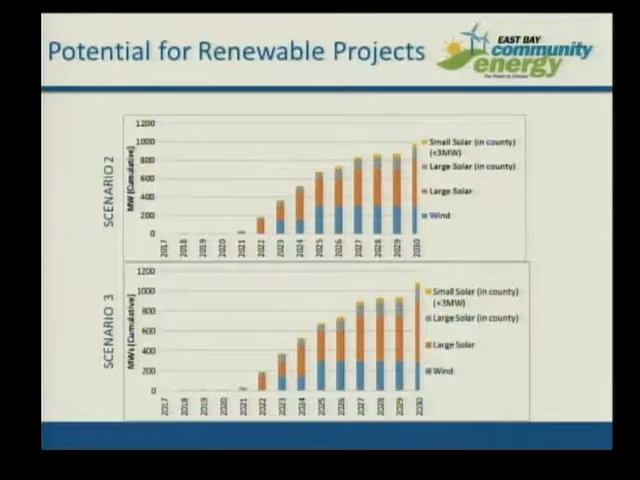 Potential for Renewable Projects
EAST BAY
community
energy
SCENARIO 2
MW (Cumulative)
1200
1000
800
600
400
200
0
2017 2018 2019 2020 2021 2022 2023 2024 2025 2026 2027 2028 2029 2030
Small Solar (in county)
(<3MW)
Large Solar (in county)
Large Solar
Wind
SCENARIO 3
MWs (Cumulative)
1200
1000
800
600
400
200
0
2017 2018 2019 2020 2021 2022 2023 2024 2025 2026 2027 2028 2029 2030
Small Solar (in county)
(<3MW)
Large Solar (in county)
Large Solar
Wind